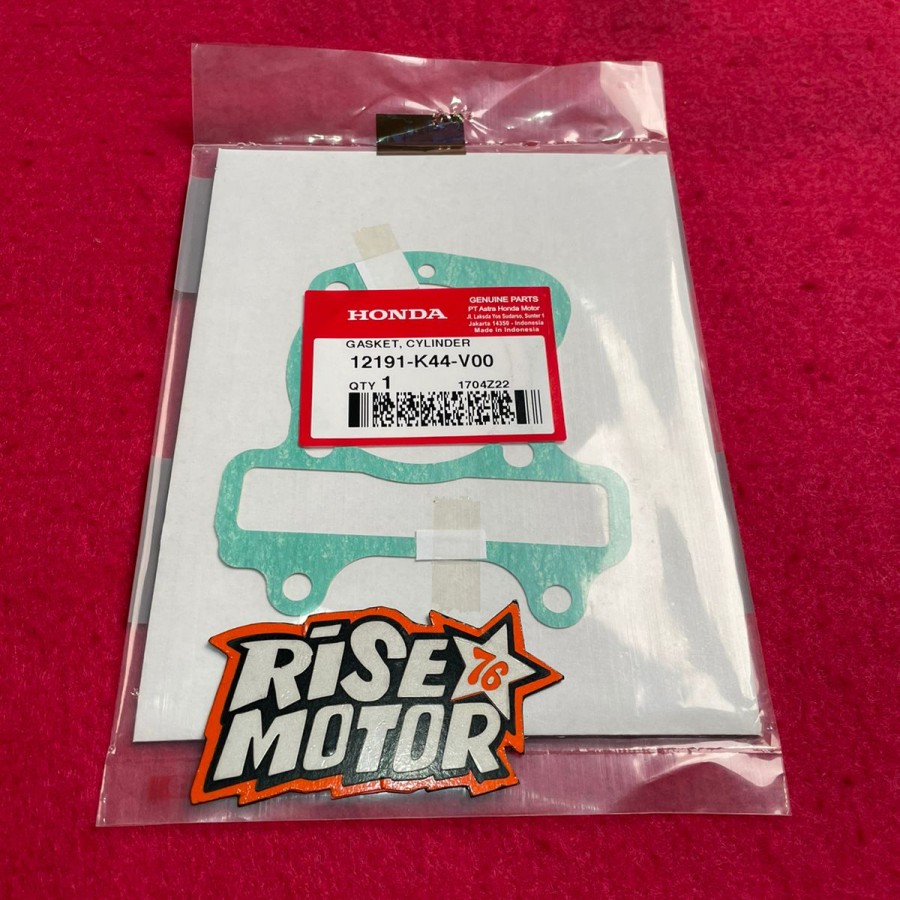 HONDA
GENUINE PARTS
PT Astra Honda Motor
Jl. Laksda Yos Sudarso, Sunter 1
Jakarta 14350 - Indonesia
Made in Indonesia
GASKET, CYLINDER
12191-K44-V00
QTY 1 1704Z22
RiSE 76
MOTOR